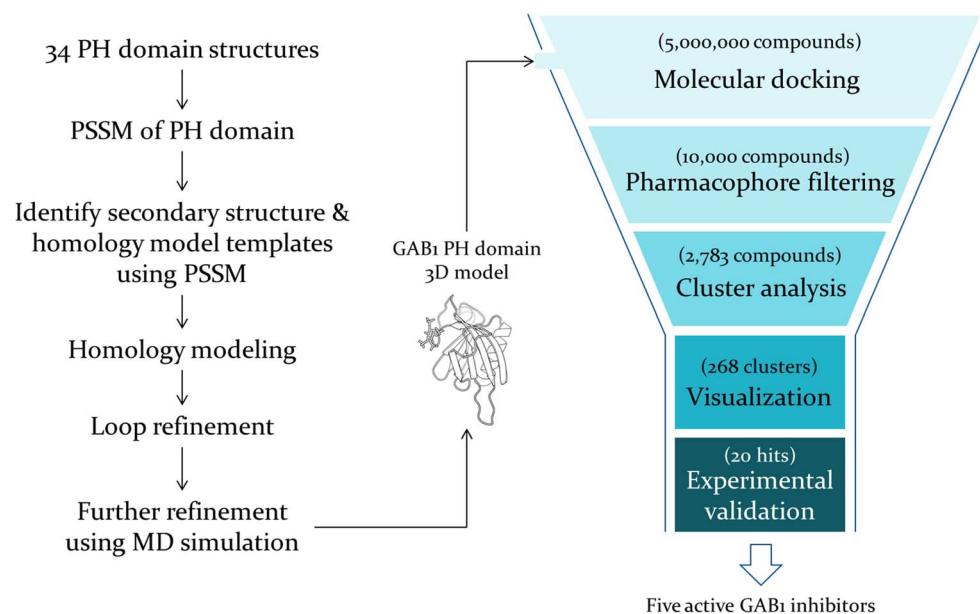 34 PH domain structures
PSSM of PH domain
Identify secondary structure &
homology model templates
using PSSM
Homology modeling
Loop refinement
Further refinement
using MD simulation
GAB1 PH domain
3D model
(5,000,000 compounds)
Molecular docking
(10,000 compounds)
Pharmacophore filtering
(2,783 compounds)
Cluster analysis
(268 clusters)
Visualization
(20 hits)
Experimental
validation
Five active GAB1 inhibitors